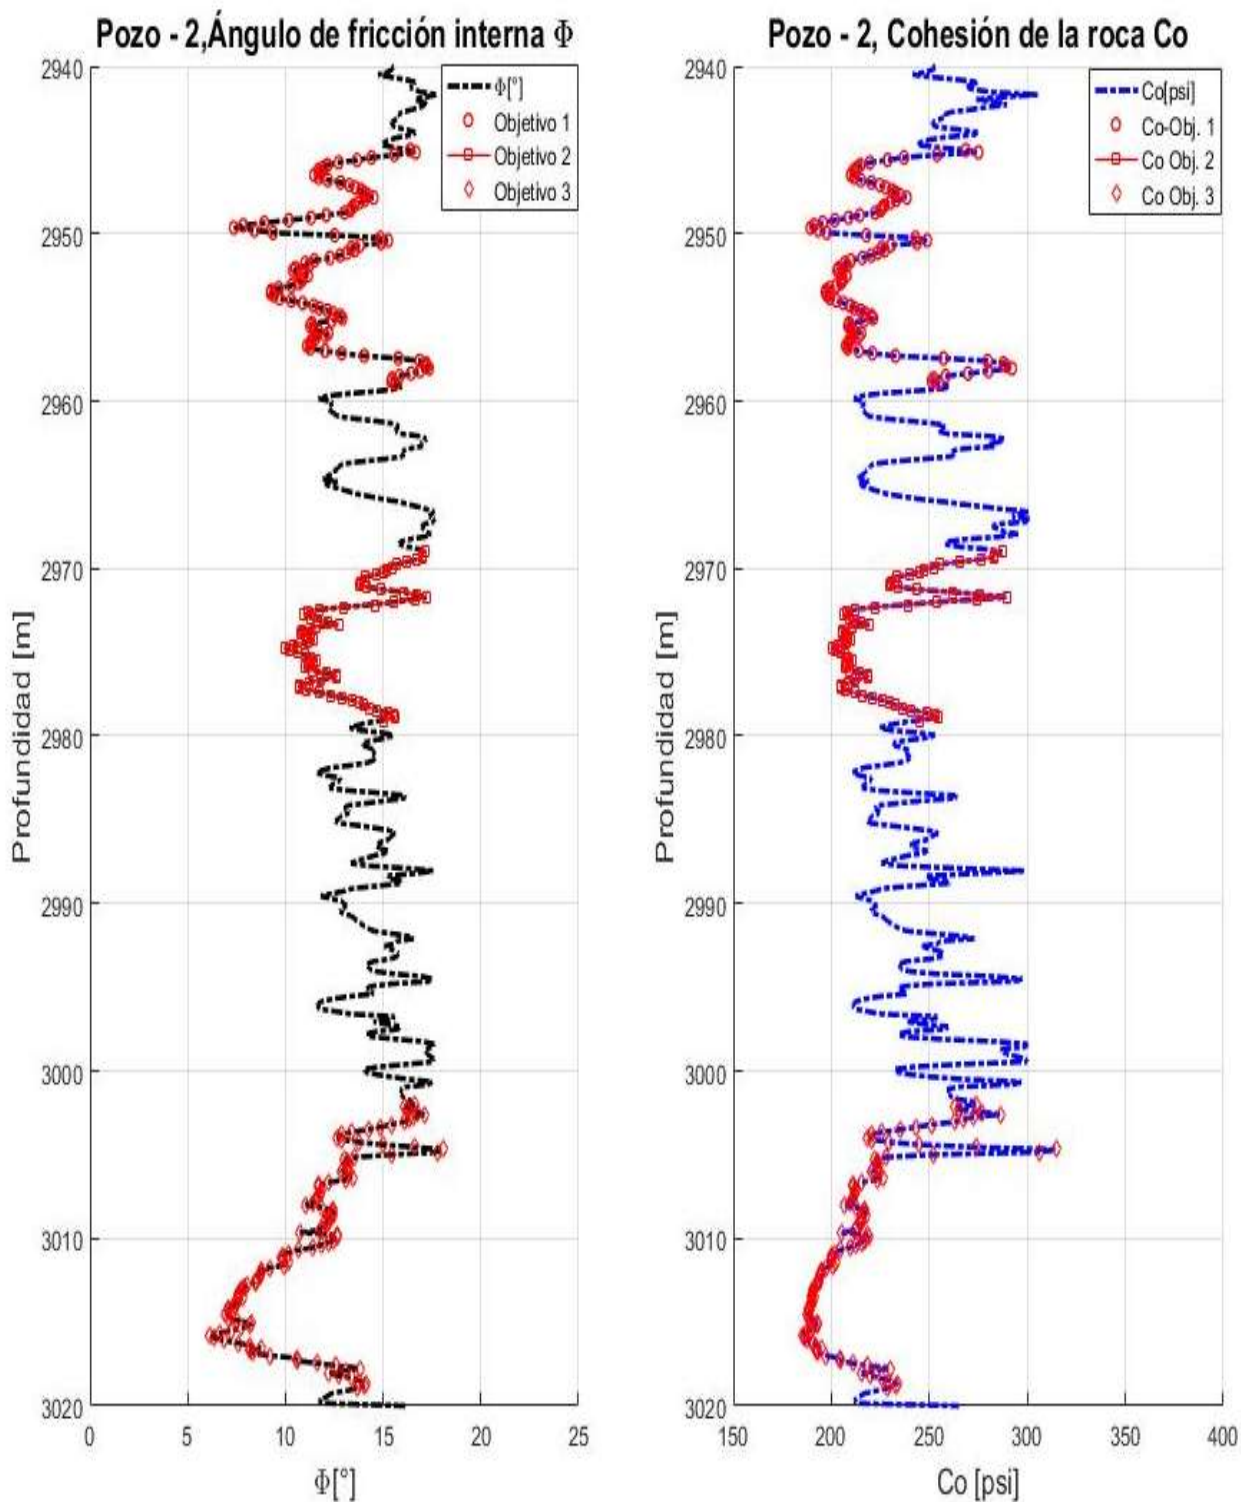 Pozo - 2,Ángulo de fricción interna Φ
2940
2950
2960
2970
2980
2990
3000
3010
3020
Profundidad [m]
0 5 10 15 20 25
Φ[°]
Φ[°]
Objetivo 1
Objetivo 2
Objetivo 3
Pozo - 2, Cohesión de la roca Co
2940
2950
2960
2970
2980
2990
3000
3010
3020
Profundidad [m]
150 200 250 300 350 400
Co [psi]
Co[psi]
Co-Obj. 1
Co Obj. 2
Co Obj. 3